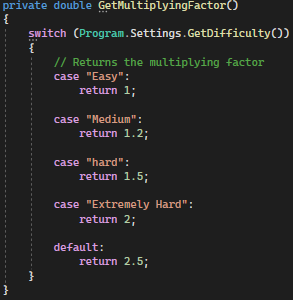 private double GetMultiplyingFactor()
{
    switch (Program.Settings.GetDifficulty())
    {
        // Returns the multiplying factor
        case "Easy":
            return 1;
        case "Medium":
            return 1.2;
        case "hard":
            return 1.5;
        case "Extremely Hard":
            return 2;
        default:
            return 2.5;
    }
}